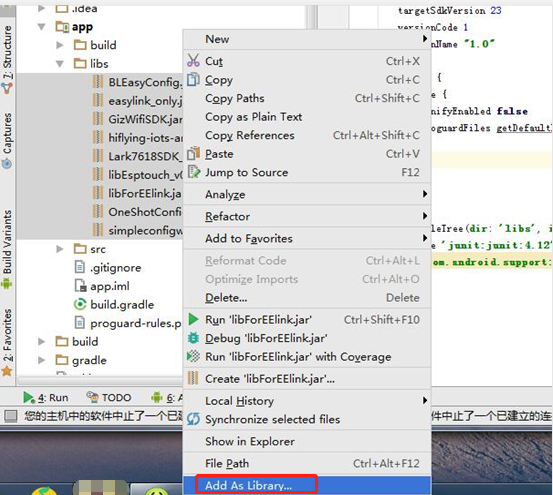 .idea
app
build
libs
BLEasyConfig.
easylink_only.j
GizWifiSDK.jar
hiflying-iots-ar
Lark7618SDK_
libEsptouch_v
libForEElink.ja
OneShotConfi
simpleconfigw
src
.gitignore
app.iml
build.gradle
proguard-rules.p
build
gradle
Z: Structure
Captures
Build Variants
2: Favorites
targetSdkVersion 23
versionCode 1
nName "1.0"
{
e {
nifyEnabled false
oguardFiles getDefault
leTree(dir: 'libs', i
e 'junit:junit:4.12'
om.android.support:
New
Cut Ctrl+X
Copy Ctrl+C
Copy Paths Ctrl+Shift+C
Copy as Plain Text
Copy References Ctrl+Alt+Shift+C
Paste Ctrl+V
Jump to Source F12
Analyze
Refactor
Add to Favorites
Reformat Code Ctrl+Alt+L
Optimize Imports Ctrl+Alt+O
Delete... Delete
Run 'libForEElink.jar' Ctrl+Shift+F10
Debug 'libForEElink.jar'
Run 'libForEElink.jar' with Coverage
Create 'libForEElink.jar'...
Local History
Synchronize selected files
Show in Explorer
File Path Ctrl+Alt+F12
Add As Library...
4: Run TODO 6: A
您的主机中的软件中止了一个已建
件中止了一个已建立的连